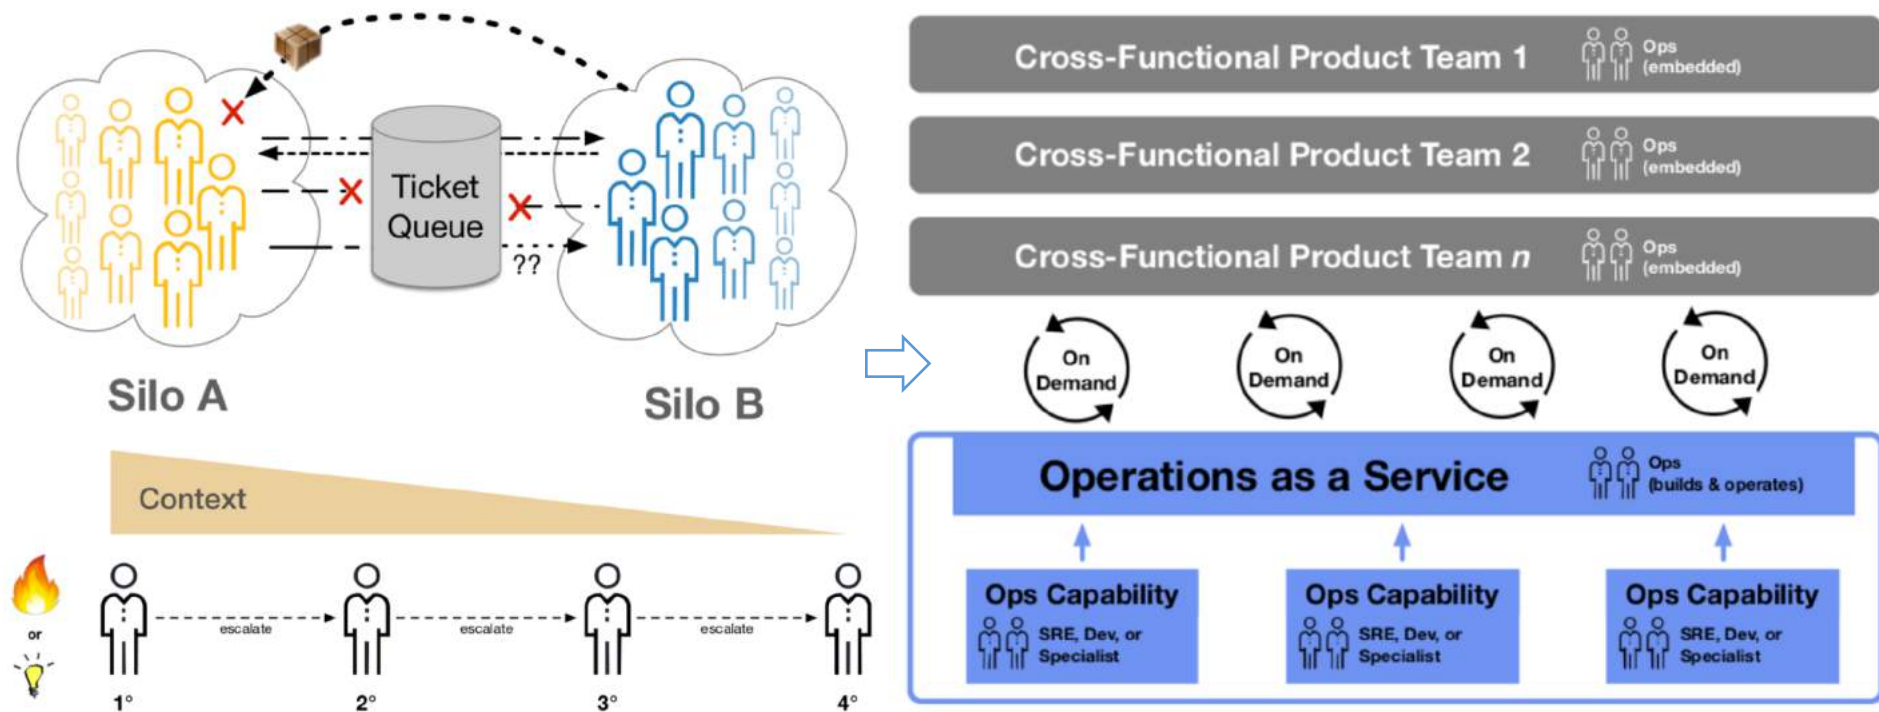 Ticket
Queue
??
Silo A
Silo B
Context
or
escalate
escalate
escalate
1°
2°
3°
4°
Cross-Functional Product Team 1
Ops
(embedded)
Cross-Functional Product Team 2
Ops
(embedded)
Cross-Functional Product Team n
Ops
(embedded)
On
Demand
On
Demand
On
Demand
On
Demand
Operations as a Service
Ops
(builds & operates)
Ops Capability
SRE, Dev, or
Specialist
Ops Capability
SRE, Dev, or
Specialist
Ops Capability
SRE, Dev, or
Specialist